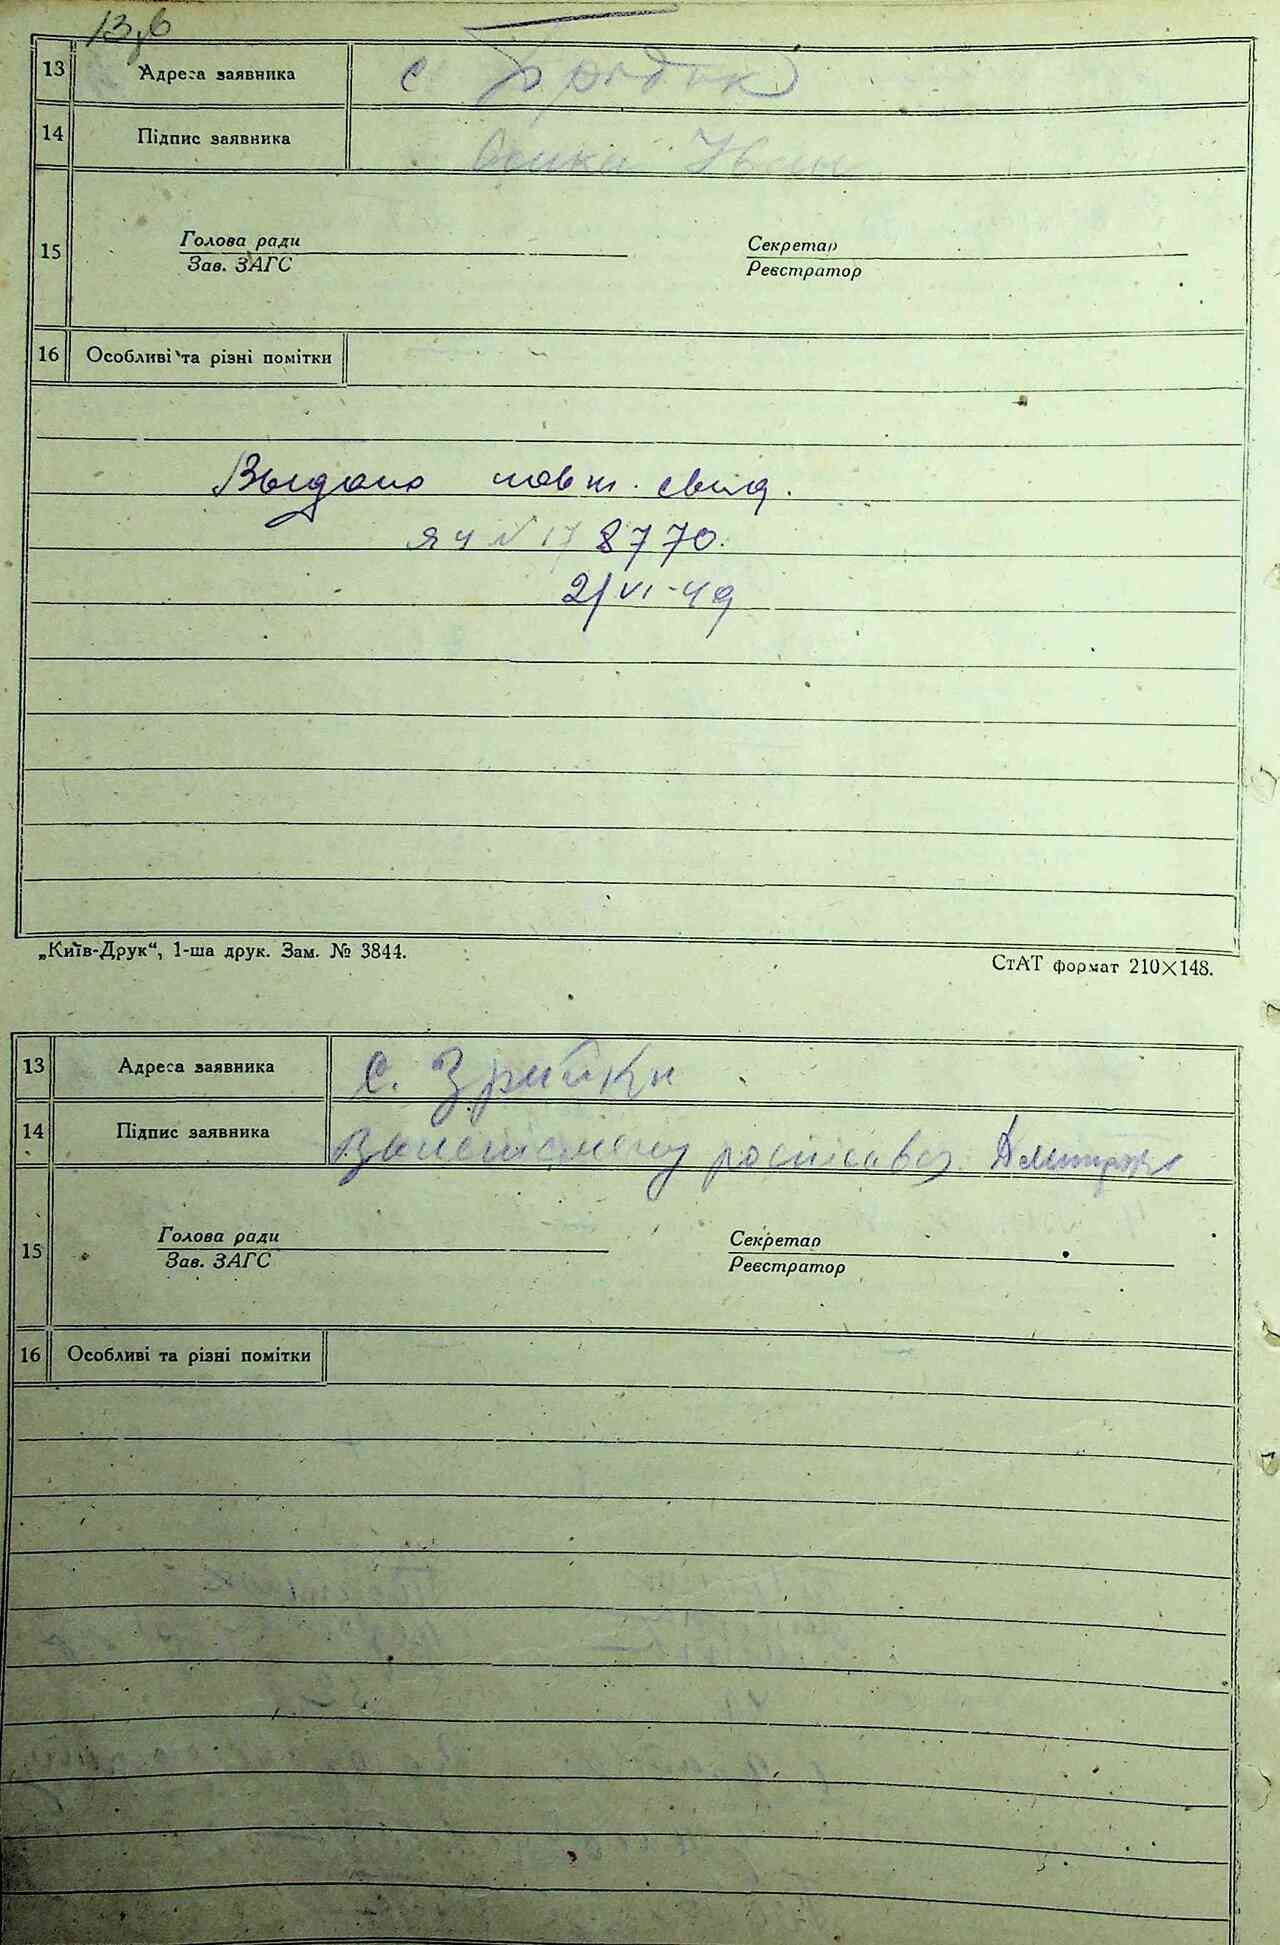 13зв
13 Адреса заявника с. Бродок
14 Підпис заявника Осика
15 Голова ради Секретар
Зав. ЗАГС Реєстратор
16 Особливі та різні помітки
Выдано повт. свид.
ЯЧ № 178770.
2/VI-49
„Київ-Друк“, 1-ша друк. Зам. № 3844.
СтАТ формат 210×148.
13 Адреса заявника с.
14 Підпис заявника
15 Голова ради Секретар
Зав. ЗАГС Реєстратор
16 Особливі та різні помітки